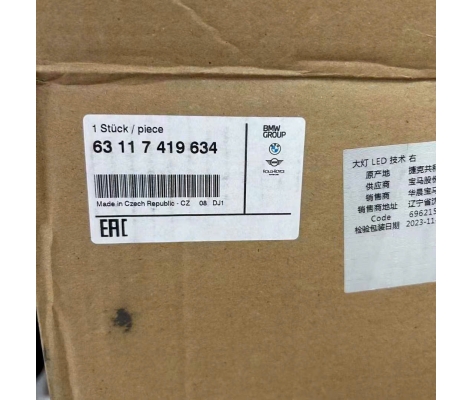 1 Stück / piece
63 11 7 419 634
Made in Czech Republic - CZ 08 DJ1
EAC
BMW
GROUP
大灯 LED 技术 右
原产地 捷克共和
供应商 宝马股份
销售商 华晨宝马
销售商地址 辽宁省沈
Code 696215
检验包装日期 2023-11